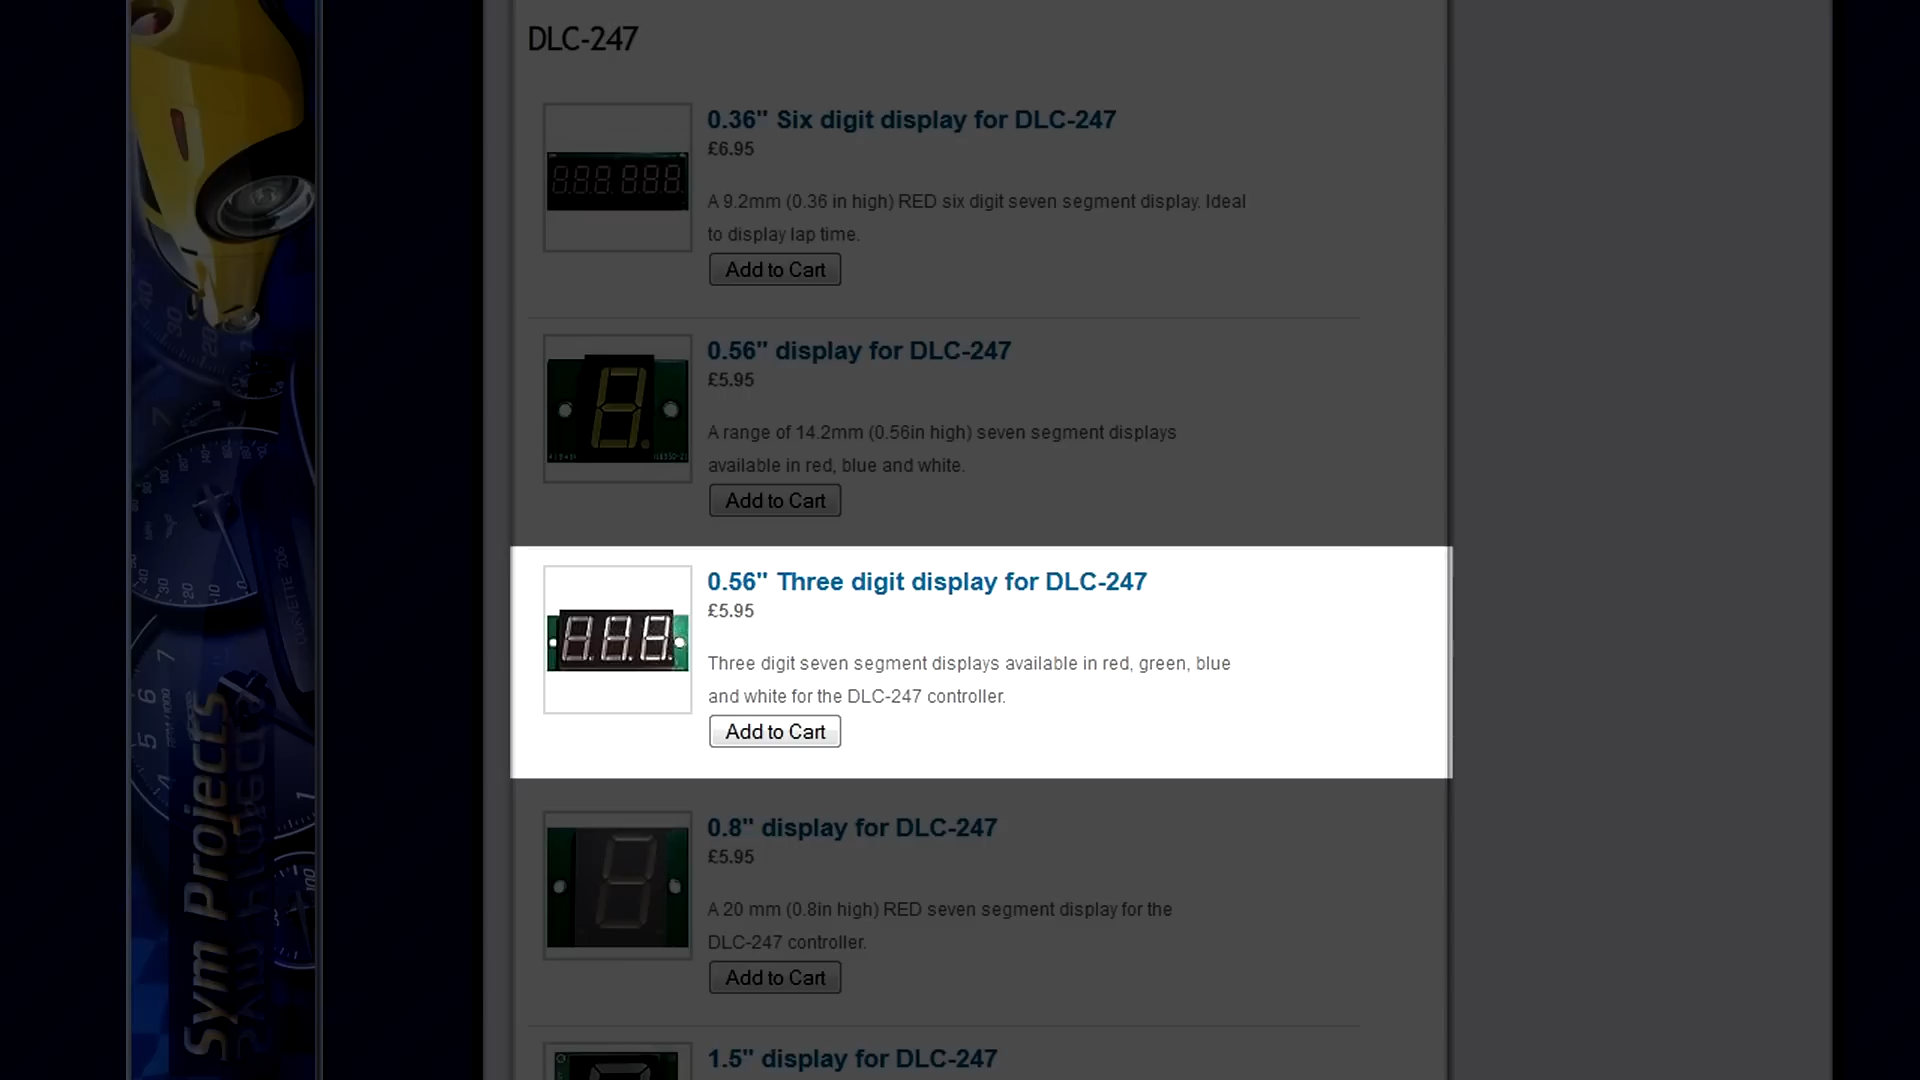 DLC-247
0.36" Six digit display for DLC-247
£6.95
A 9.2mm (0.36 in high) RED six digit seven segment display. Ideal
to display lap time.
Add to Cart
0.56" display for DLC-247
£5.95
A range of 14.2mm (0.56in high) seven segment displays
available in red, blue and white.
Add to Cart
0.56" Three digit display for DLC-247
£5.95
Three digit seven segment displays available in red, green, blue
and white for the DLC-247 controller.
Add to Cart
0.8" display for DLC-247
£5.95
A 20 mm (0.8in high) RED seven segment display for the
DLC-247 controller.
Add to Cart
1.5" display for DLC-247
Sym Projects
CORVETTE 206